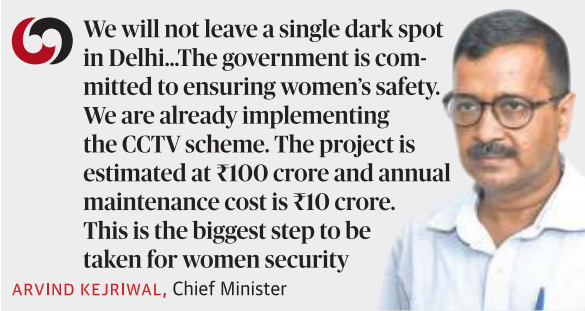 We will not leave a single dark spot
in Delhi...The government is com-
mitted to ensuring women's safety.
We are already implementing
the CCTV scheme. The project is
estimated at ₹100 crore and annual
maintenance cost is ₹10 crore.
This is the biggest step to be
taken for women security
ARVIND KEJRIWAL, Chief Minister